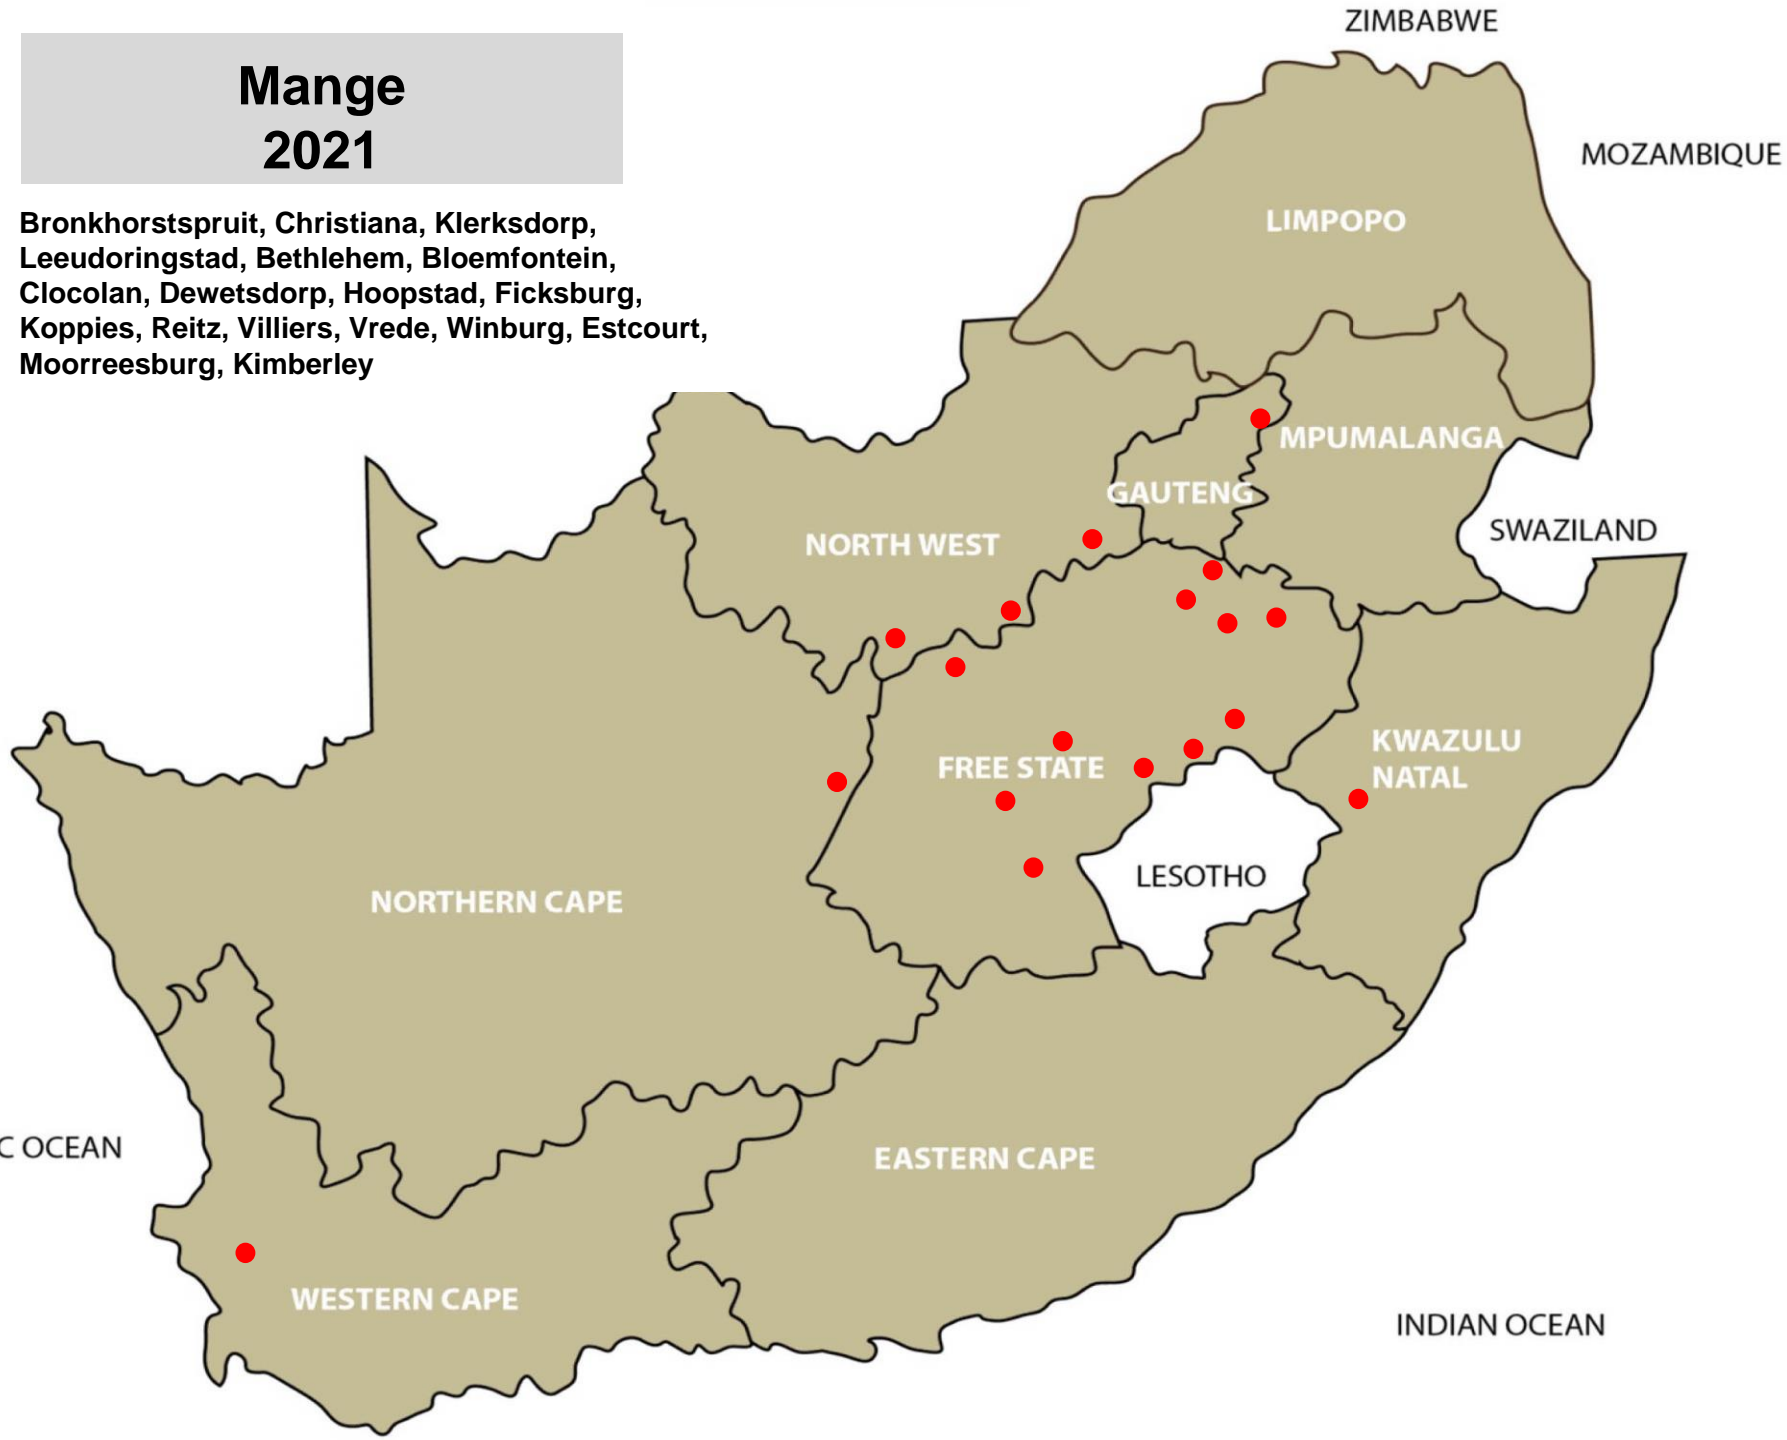 ZIMBABWE
Mange
2021
MOZAMBIQUE
Bronkhorstspruit, Christiana, Klerksdorp,
Leeudoringstad, Bethlehem, Bloemfontein,
Clocolan, Dewetsdorp, Hoopstad, Ficksburg,
Koppies, Reitz, Villiers, Vrede, Winburg, Estcourt,
Moorreesburg, Kimberley
LIMPOPO
MPUMALANGA
GAUTENG
SWAZILAND
NORTH WEST
KWAZULU
NATAL
FREE STATE
LESOTHO
NORTHERN CAPE
C OCEAN
EASTERN CAPE
WESTERN CAPE
INDIAN OCEAN